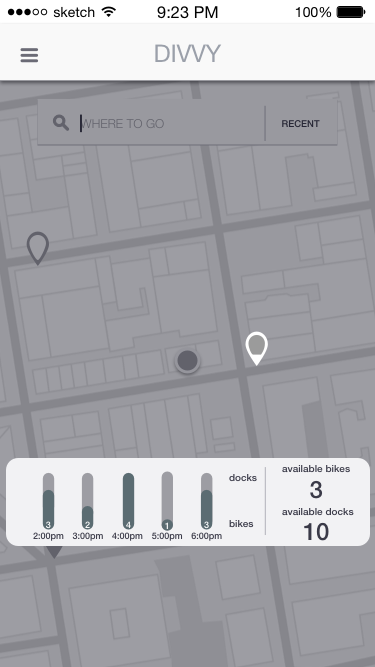 sketch 9:23 PM 100%
DIVVY
WHERE TO GO RECENT
docks
bikes
3 2 4 1 3
2:00pm 3:00pm 4:00pm 5:00pm 6:00pm
available bikes
3
available docks
10